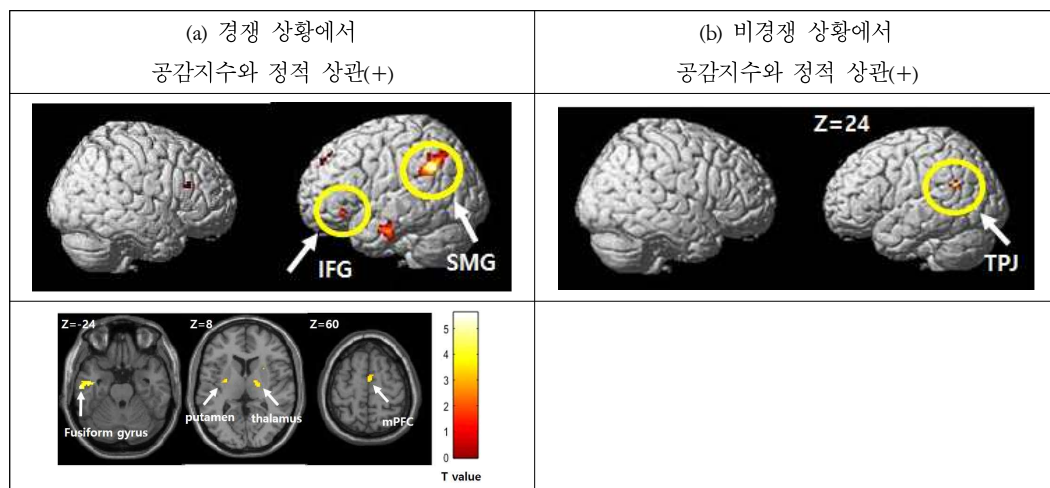 (a) 경쟁 상황에서
공감지수와 정적 상관(+)
(b) 비경쟁 상황에서
공감지수와 정적 상관(+)
IFG
SMG
Z=24
TPJ
Z=-24
Z=8
Z=60
Fusiform gyrus
putamen
thalamus
mPFC
5
4
3
2
1
0
T value